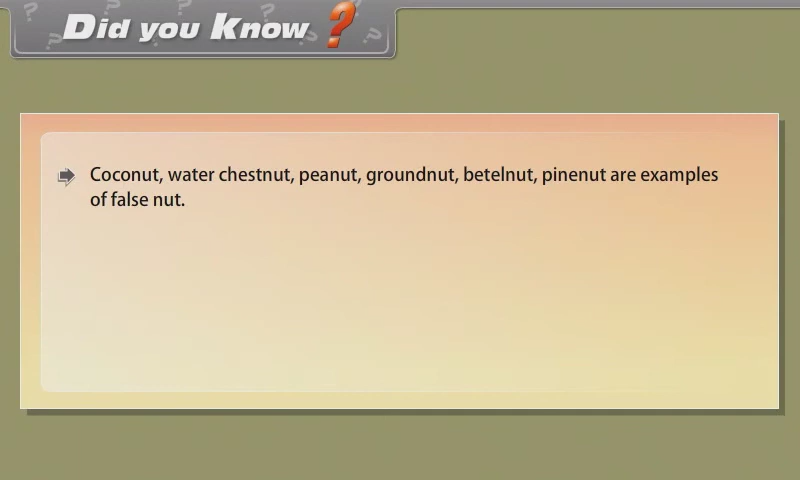 Did you Know ?
Coconut, water chestnut, peanut, groundnut, betelnut, pinenut are examples
of false nut.